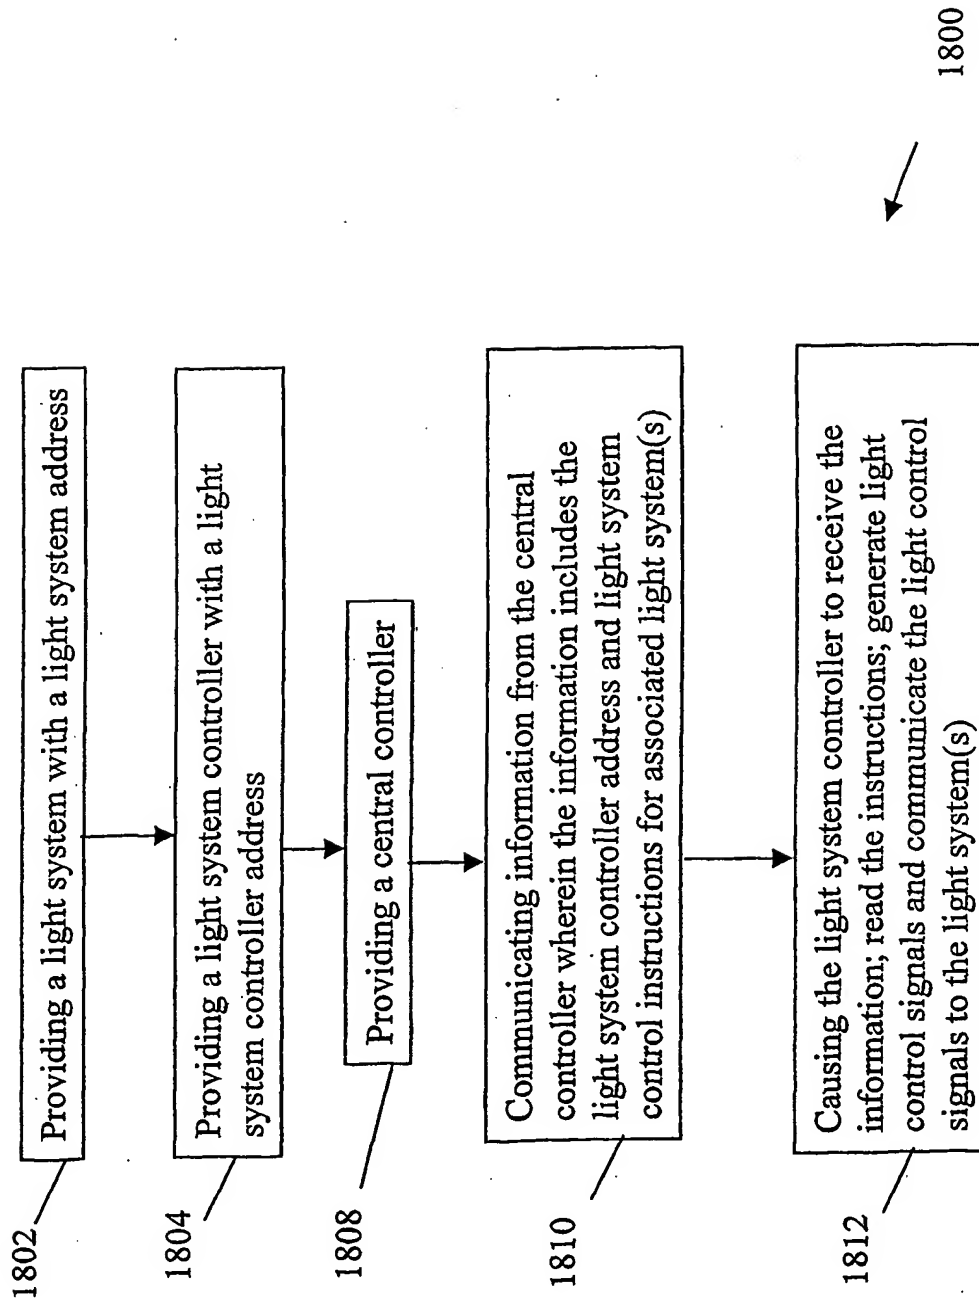 1802
Providing a light system with a light system address
1804
Providing a light system controller with a light
system controller address
1808
Providing a central controller
1810
Communicating information from the central
controller wherein the information includes the
light system controller address and light system
control instructions for associated light system(s)
1812
Causing the light system controller to receive the
information; read the instructions; generate light
control signals and communicate the light control
signals to the light system(s)
1800